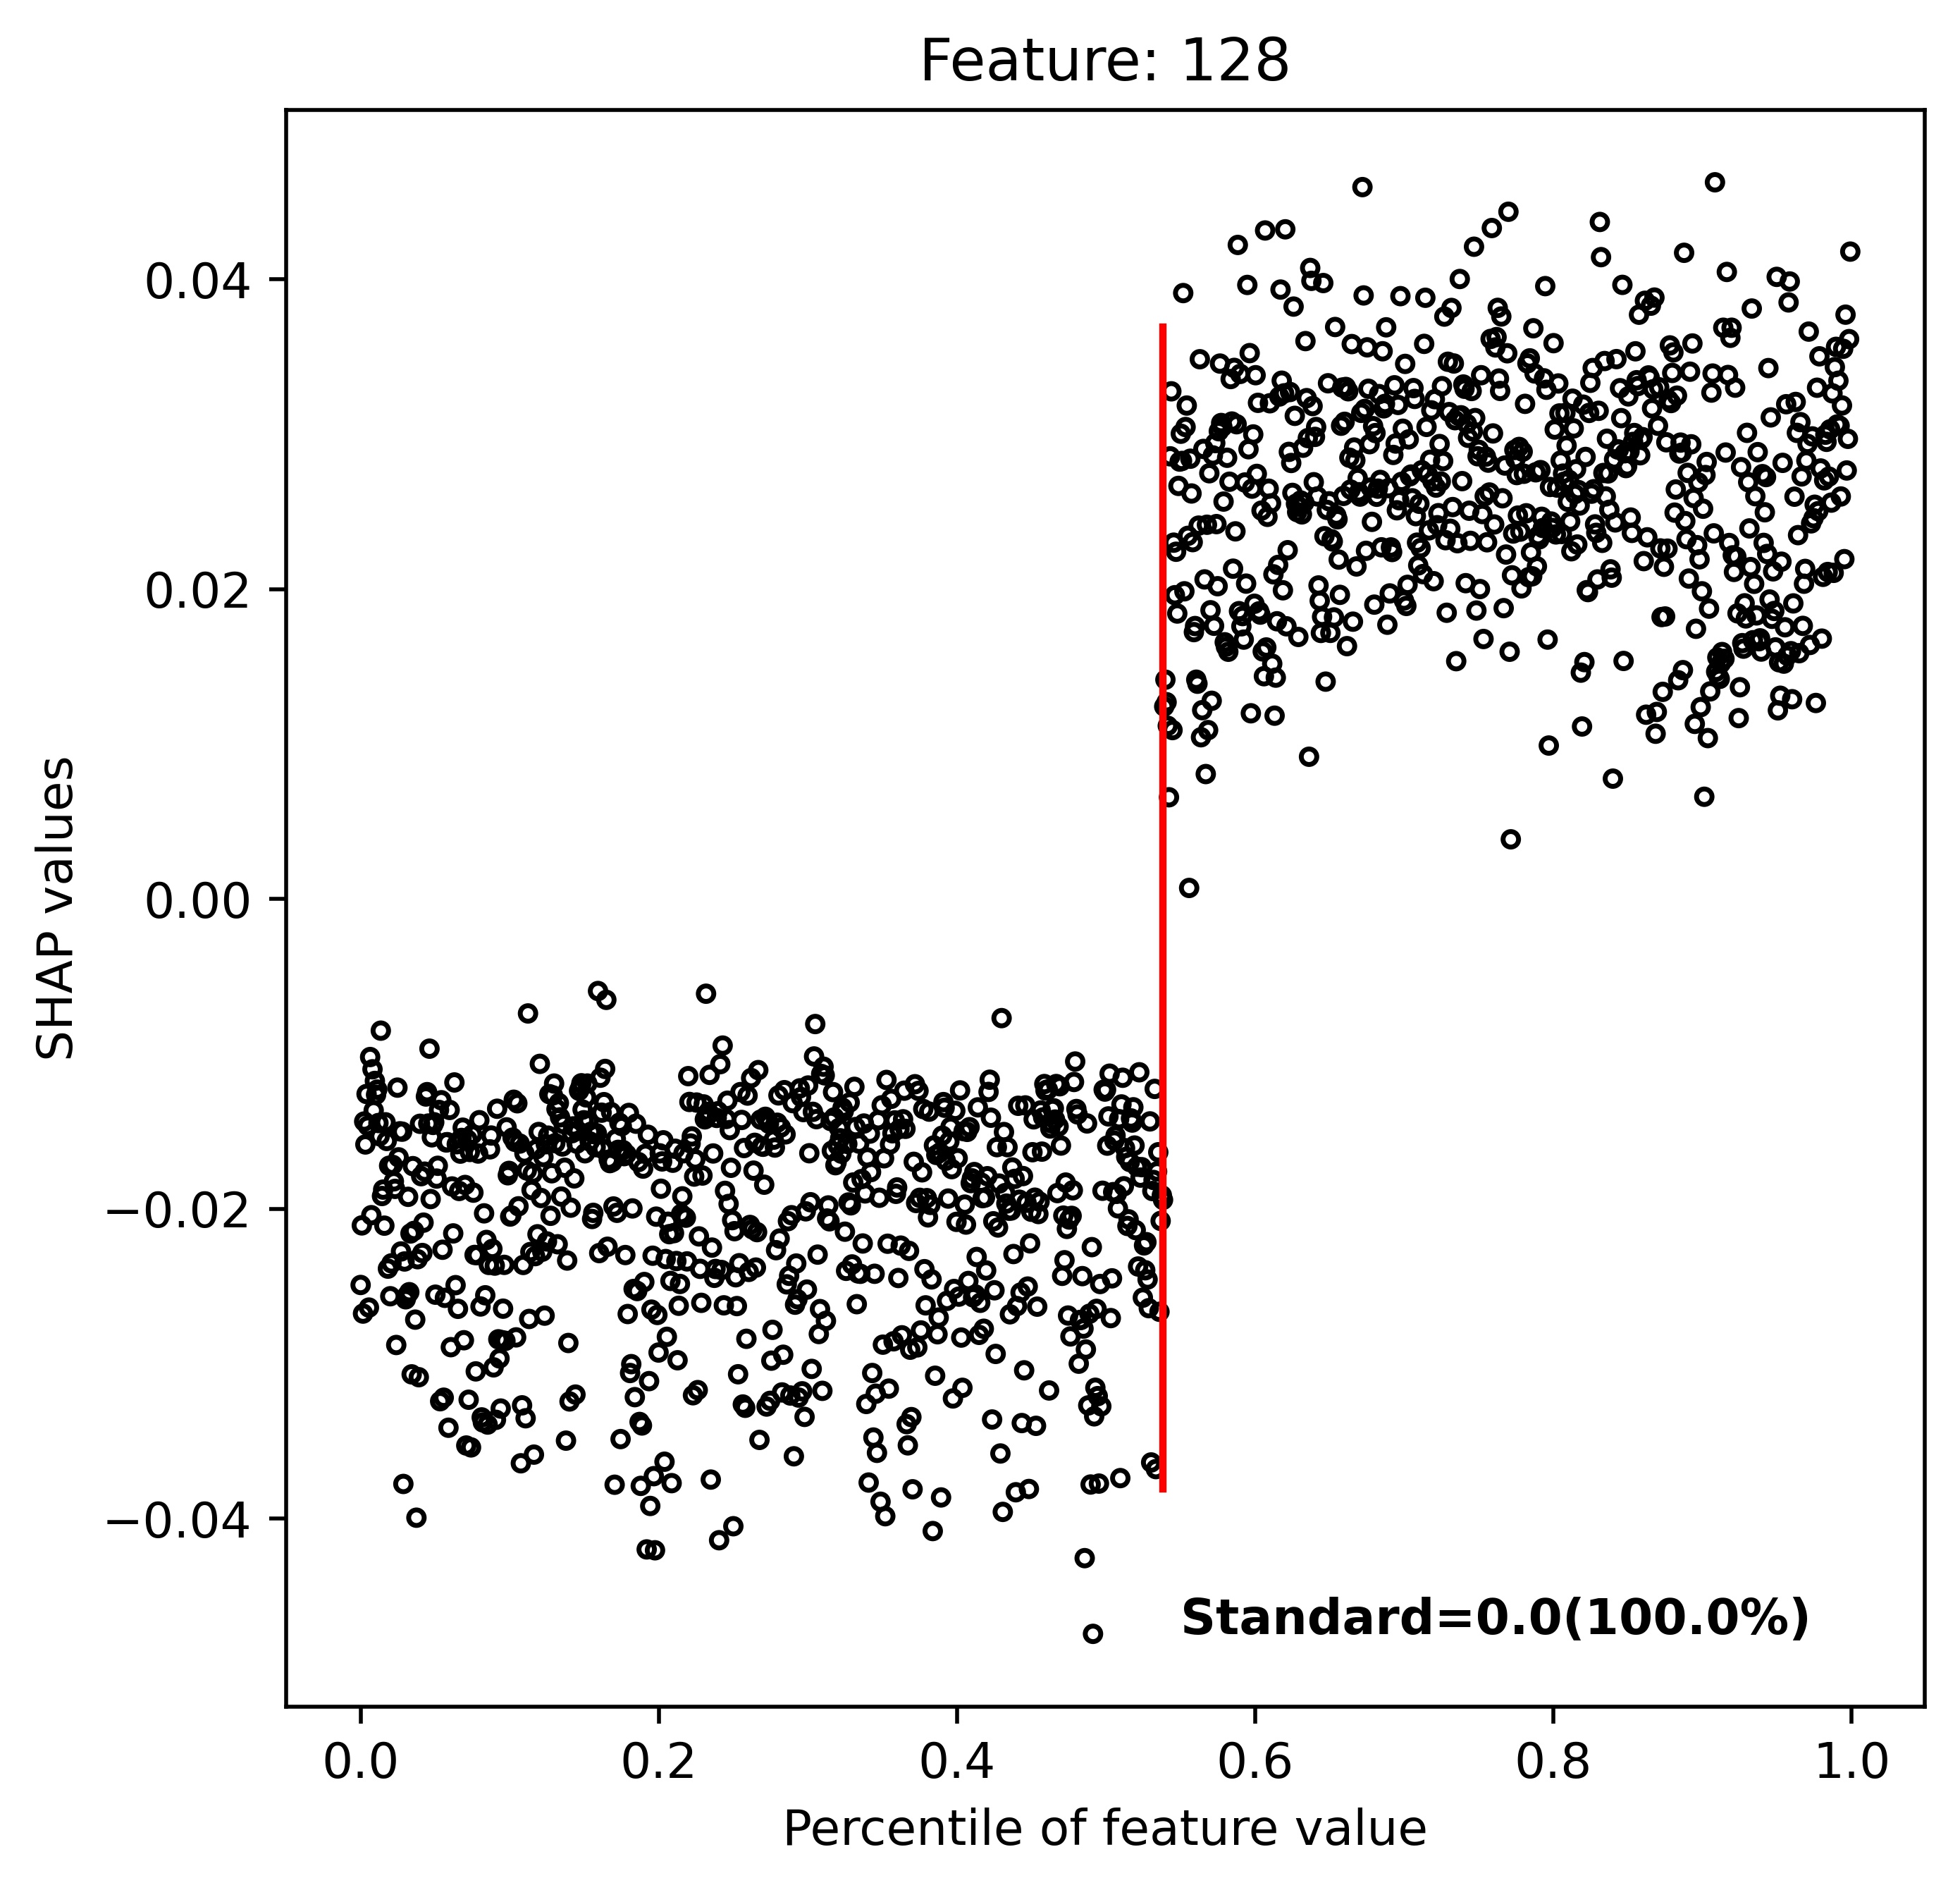 Feature: 128
0.04
0.02
0.00
−0.02
−0.04
SHAP values
Standard=0.0(100.0%)
0.0 0.2 0.4 0.6 0.8 1.0
Percentile of feature value